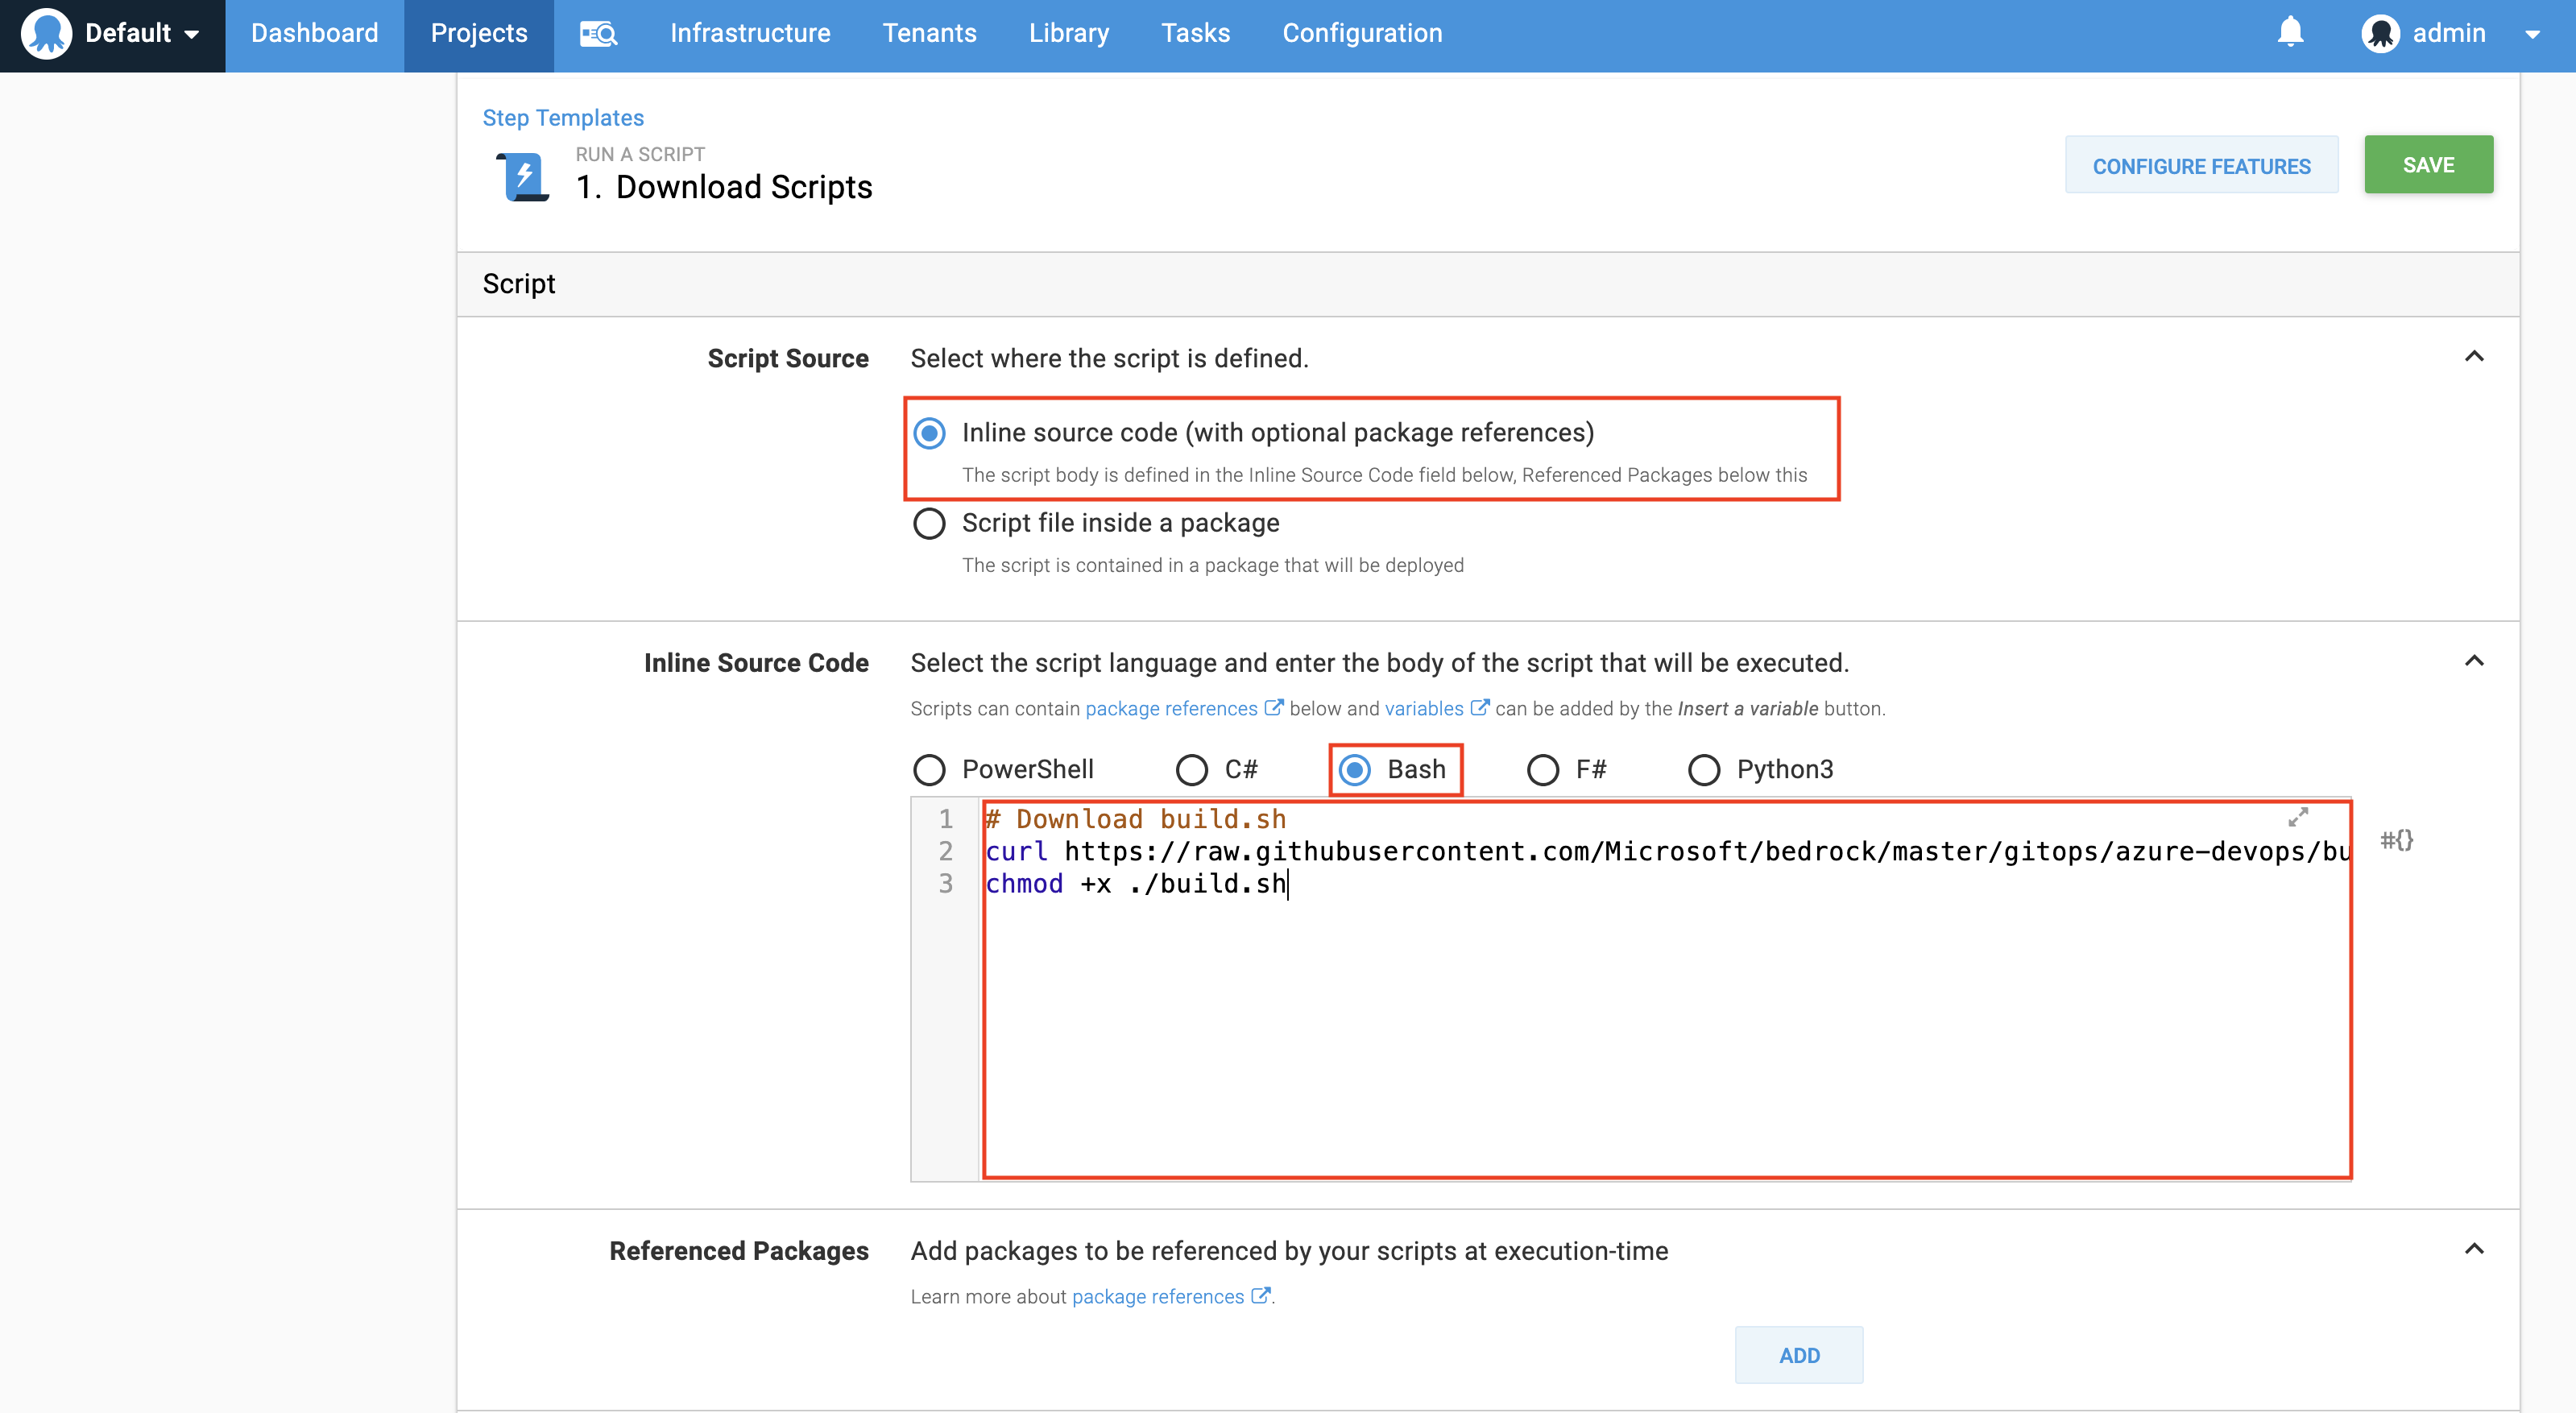 Default Dashboard Projects Infrastructure Tenants Library Tasks Configuration admin
Step Templates
RUN A SCRIPT
1. Download Scripts
CONFIGURE FEATURES SAVE
Script
Script Source Select where the script is defined.
Inline source code (with optional package references)
The script body is defined in the Inline Source Code field below, Referenced Packages below this
Script file inside a package
The script is contained in a package that will be deployed
Inline Source Code Select the script language and enter the body of the script that will be executed.
Scripts can contain package references below and variables can be added by the Insert a variable button.
PowerShell C# Bash F# Python3
1 # Download build.sh
2 curl https://raw.githubusercontent.com/Microsoft/bedrock/master/gitops/azure-devops/bu
3 chmod +x ./build.sh
#{}
Referenced Packages Add packages to be referenced by your scripts at execution-time
Learn more about package references .
ADD